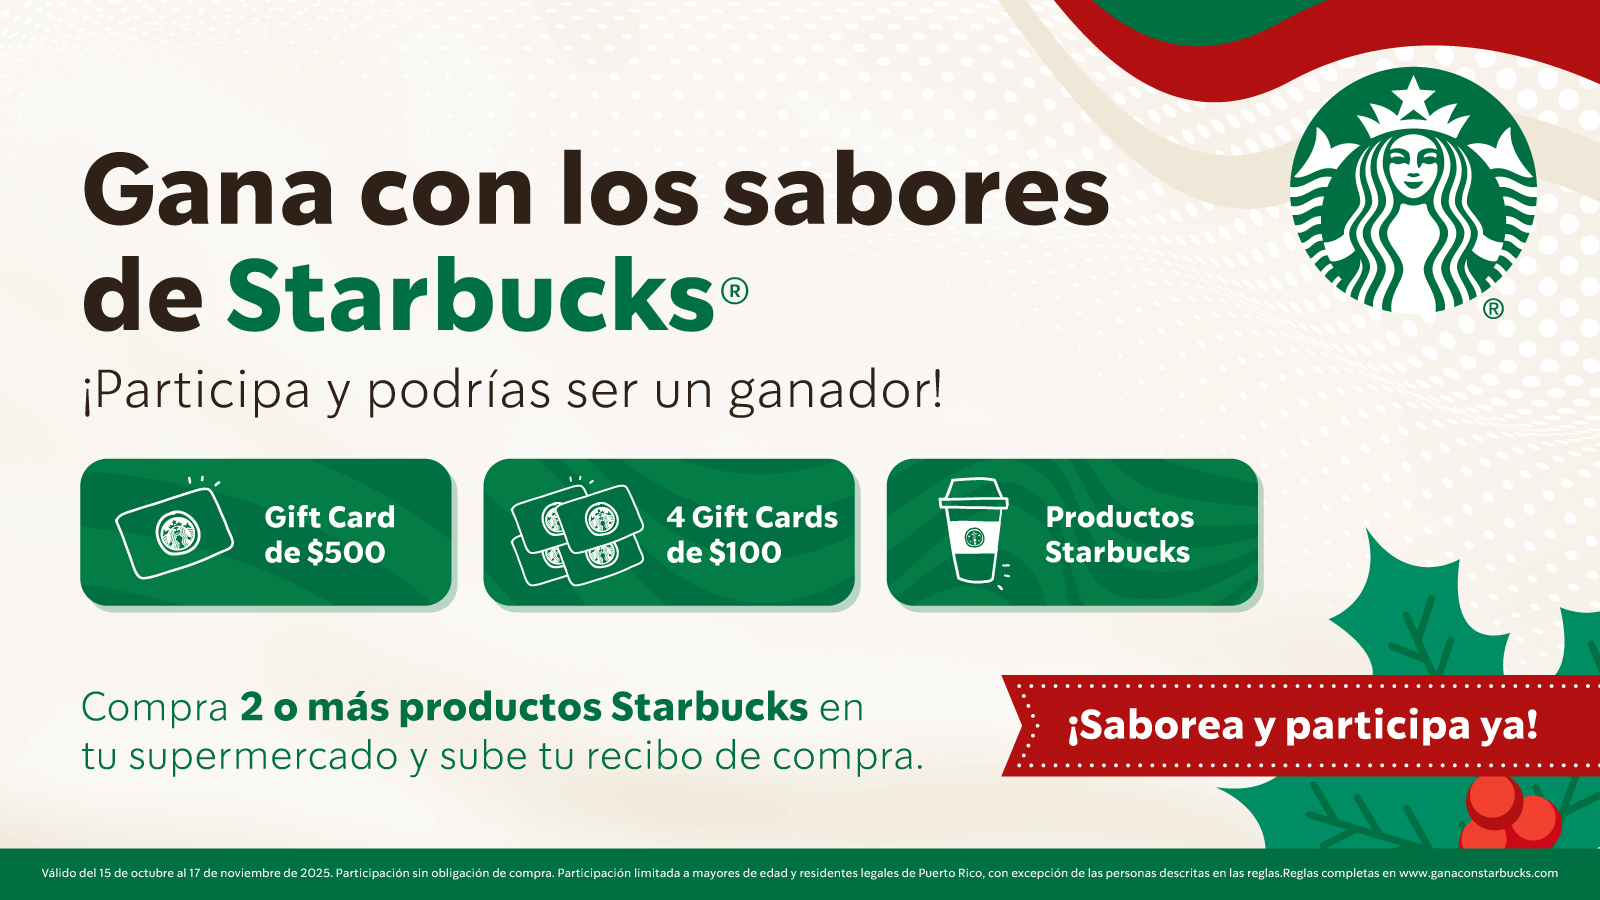 Gana con los sabores
de Starbucks®
®
¡Participa y podrías ser un ganador!
Gift Card
de $500
4 Gift Cards
de $100
Productos
Starbucks
Compra 2 o más productos Starbucks en
tu supermercado y sube tu recibo de compra.
¡Saborea y participa ya!
Válido del 15 de octubre al 17 de noviembre de 2025. Participación sin obligación de compra. Participación limitada a mayores de edad y residentes legales de Puerto Rico, con excepción de las personas descritas en las reglas.Reglas completas en www.ganaconstarbucks.com